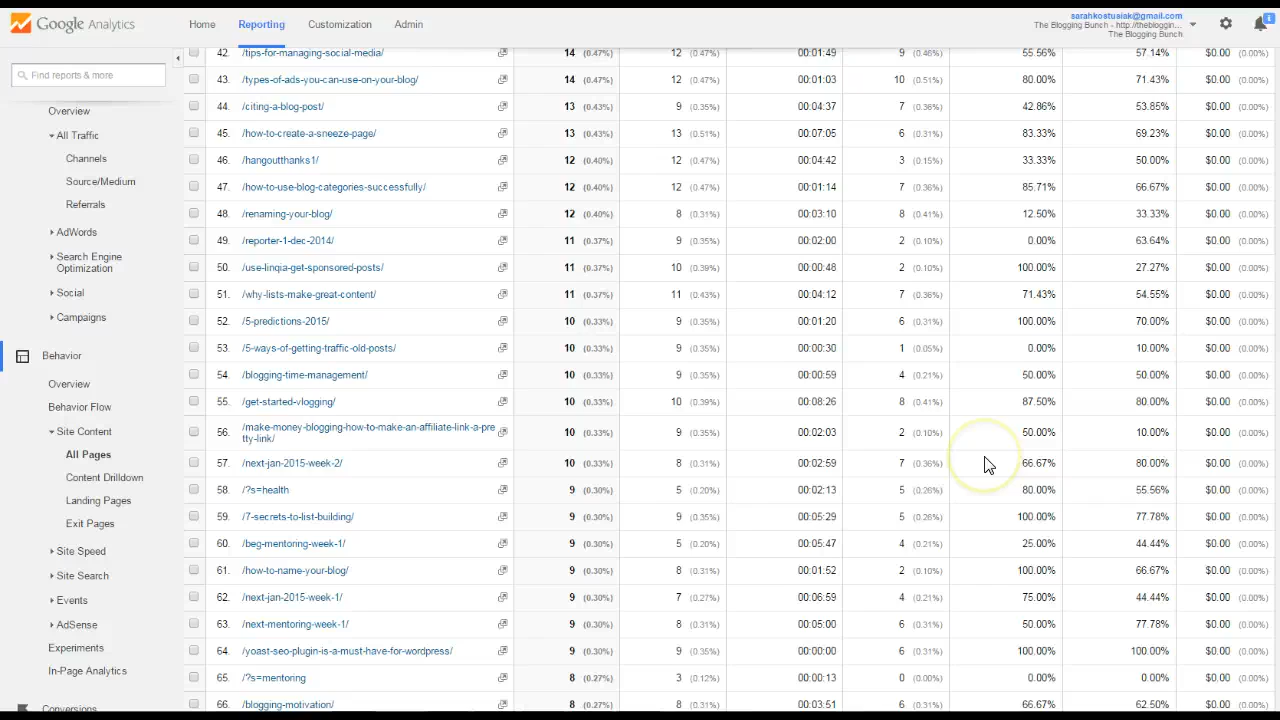 Google Analytics
Home Reporting Customization Admin
sarahkostusiak@gmail.com
The Blogging Bunch - http://thebloggin...
The Blogging Bunch
Find reports & more
Overview
All Traffic
Channels
Source/Medium
Referrals
AdWords
Search Engine
Optimization
Social
Campaigns
Behavior
Overview
Behavior Flow
Site Content
All Pages
Content Drilldown
Landing Pages
Exit Pages
Site Speed
Site Search
Events
AdSense
Experiments
In-Page Analytics
Conversions
42. /tips-for-managing-social-media/ 14 (0.47%) 12 (0.47%) 00:01:49 9 (0.46%) 55.56% 57.14% $0.00 (0.00%)
43. /types-of-ads-you-can-use-on-your-blog/ 14 (0.47%) 12 (0.47%) 00:01:03 10 (0.51%) 80.00% 71.43% $0.00 (0.00%)
44. /citing-a-blog-post/ 13 (0.43%) 9 (0.35%) 00:04:37 7 (0.36%) 42.86% 53.85% $0.00 (0.00%)
45. /how-to-create-a-sneeze-page/ 13 (0.43%) 13 (0.51%) 00:07:05 6 (0.31%) 83.33% 69.23% $0.00 (0.00%)
46. /hangoutthanks1/ 12 (0.40%) 12 (0.47%) 00:04:42 3 (0.15%) 33.33% 50.00% $0.00 (0.00%)
47. /how-to-use-blog-categories-successfully/ 12 (0.40%) 12 (0.47%) 00:01:14 7 (0.36%) 85.71% 66.67% $0.00 (0.00%)
48. /renaming-your-blog/ 12 (0.40%) 8 (0.31%) 00:03:10 8 (0.41%) 12.50% 33.33% $0.00 (0.00%)
49. /reporter-1-dec-2014/ 11 (0.37%) 9 (0.35%) 00:02:00 2 (0.10%) 0.00% 63.64% $0.00 (0.00%)
50. /use-linqia-get-sponsored-posts/ 11 (0.37%) 10 (0.39%) 00:00:48 2 (0.10%) 100.00% 27.27% $0.00 (0.00%)
51. /why-lists-make-great-content/ 11 (0.37%) 11 (0.43%) 00:04:12 7 (0.36%) 71.43% 54.55% $0.00 (0.00%)
52. /5-predictions-2015/ 10 (0.33%) 9 (0.35%) 00:01:20 6 (0.31%) 100.00% 70.00% $0.00 (0.00%)
53. /5-ways-of-getting-traffic-old-posts/ 10 (0.33%) 9 (0.35%) 00:00:30 1 (0.05%) 0.00% 10.00% $0.00 (0.00%)
54. /blogging-time-management/ 10 (0.33%) 9 (0.35%) 00:00:59 4 (0.21%) 50.00% 50.00% $0.00 (0.00%)
55. /get-started-vlogging/ 10 (0.33%) 10 (0.39%) 00:08:26 8 (0.41%) 87.50% 80.00% $0.00 (0.00%)
56. /make-money-blogging-how-to-make-an-affiliate-link-a-pre
tty-link/ 10 (0.33%) 9 (0.35%) 00:02:03 2 (0.10%) 50.00% 10.00% $0.00 (0.00%)
57. /next-jan-2015-week-2/ 10 (0.33%) 8 (0.31%) 00:02:59 7 (0.36%) 66.67% 80.00% $0.00 (0.00%)
58. /?s=health 9 (0.30%) 5 (0.20%) 00:02:13 5 (0.26%) 80.00% 55.56% $0.00 (0.00%)
59. /7-secrets-to-list-building/ 9 (0.30%) 9 (0.35%) 00:05:29 5 (0.26%) 100.00% 77.78% $0.00 (0.00%)
60. /beg-mentoring-week-1/ 9 (0.30%) 5 (0.20%) 00:05:47 4 (0.21%) 25.00% 44.44% $0.00 (0.00%)
61. /how-to-name-your-blog/ 9 (0.30%) 8 (0.31%) 00:01:52 2 (0.10%) 100.00% 66.67% $0.00 (0.00%)
62. /next-jan-2015-week-1/ 9 (0.30%) 7 (0.27%) 00:06:59 4 (0.21%) 75.00% 44.44% $0.00 (0.00%)
63. /next-mentoring-week-1/ 9 (0.30%) 8 (0.31%) 00:05:00 6 (0.31%) 50.00% 77.78% $0.00 (0.00%)
64. /yoast-seo-plugin-is-a-must-have-for-wordpress/ 9 (0.30%) 9 (0.35%) 00:00:00 6 (0.31%) 100.00% 100.00% $0.00 (0.00%)
65. /?s=mentoring 8 (0.27%) 3 (0.12%) 00:00:13 0 (0.00%) 0.00% 0.00% $0.00 (0.00%)
66. /blogging-motivation/ 8 (0.27%) 8 (0.31%) 00:03:51 6 (0.31%) 66.67% 62.50% $0.00 (0.00%)